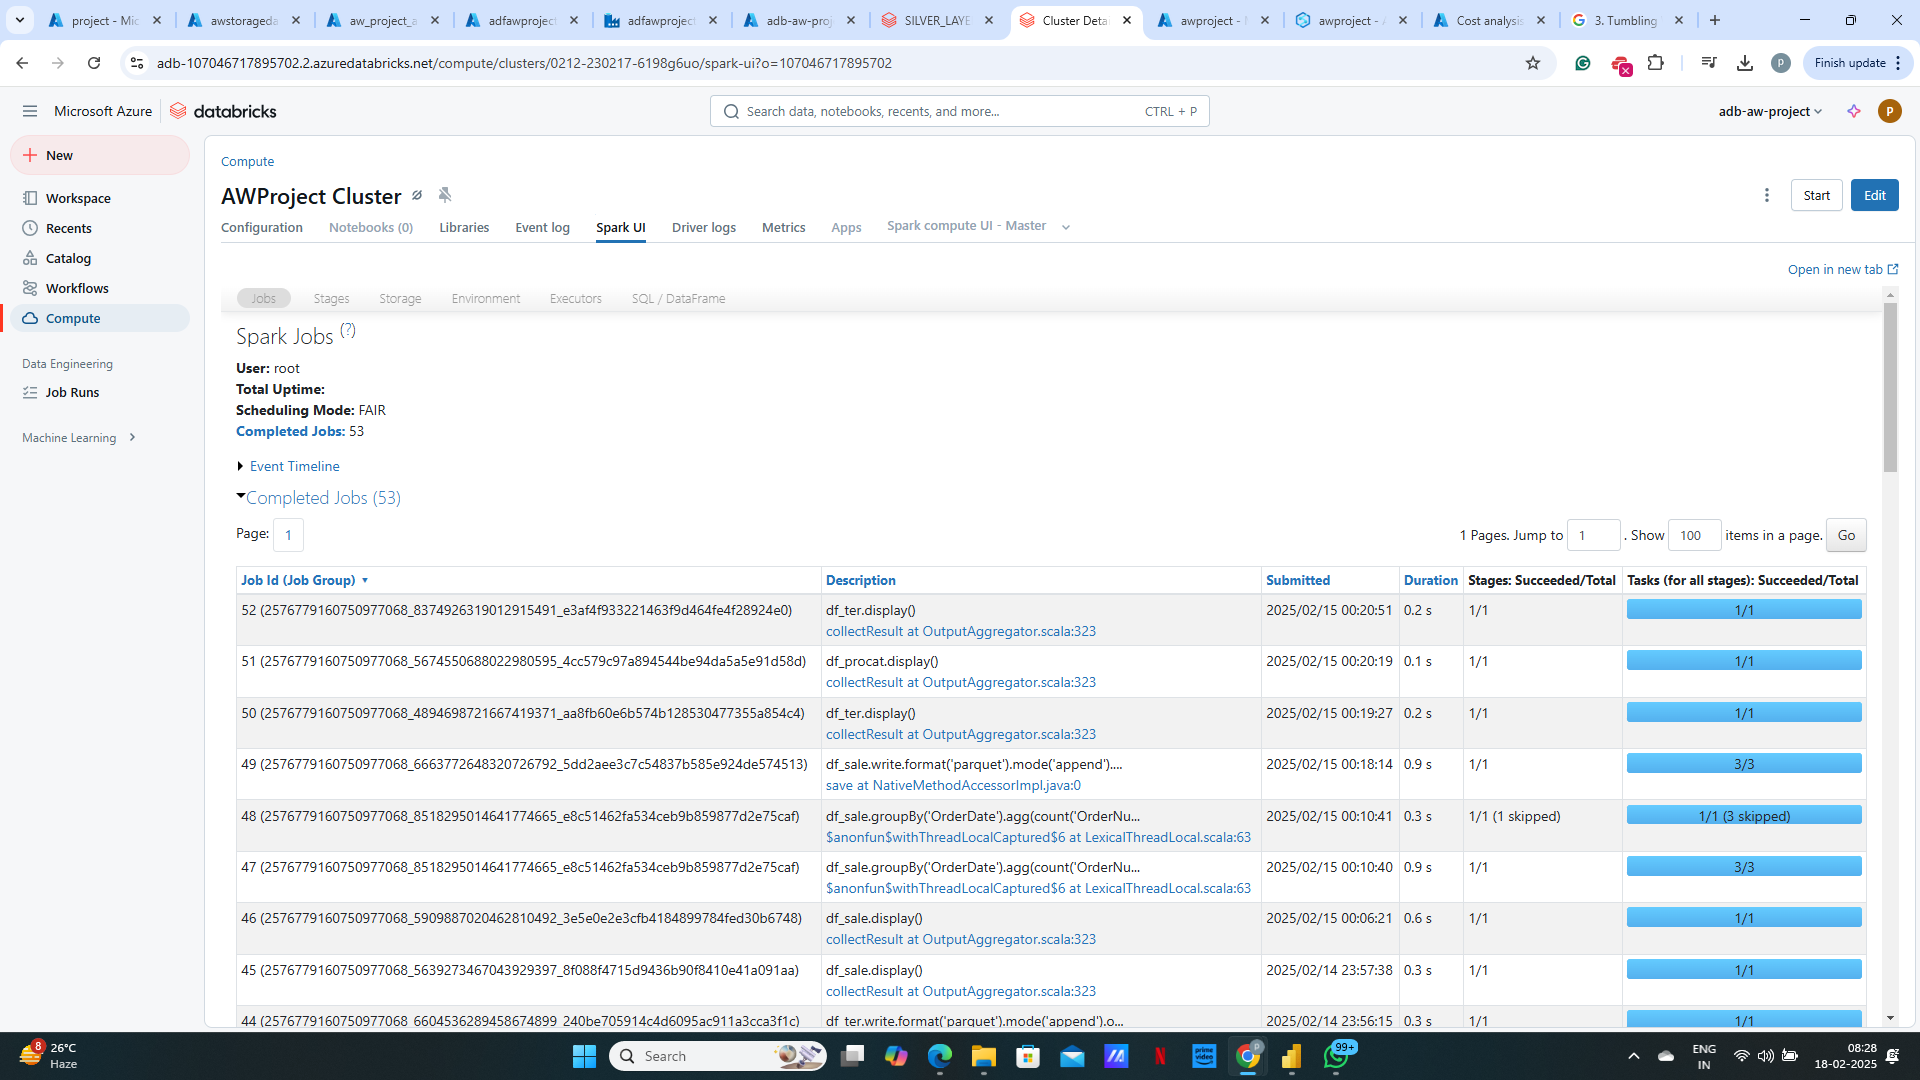 project - Mic
awstorageda
aw_project_a
adfawproject
adfawproject
adb-aw-proj
SILVER_LAYE
Cluster Detai
awproject - M
awproject - A
Cost analysis
3. Tumbling
adb-107046717895702.2.azuredatabricks.net/compute/clusters/0212-230217-6198g6uo/spark-ui?o=107046717895702
P
Finish update
Microsoft Azure
databricks
Search data, notebooks, recents, and more...
CTRL + P
adb-aw-project
P
New
Workspace
Recents
Catalog
Workflows
Compute
Data Engineering
Job Runs
Machine Learning
Compute
AWProject Cluster
Start
Edit
Configuration
Notebooks (0)
Libraries
Event log
Spark UI
Driver logs
Metrics
Apps
Spark compute UI - Master
Open in new tab
Jobs
Stages
Storage
Environment
Executors
SQL / DataFrame
Spark Jobs (?)
User: root
Total Uptime:
Scheduling Mode: FAIR
Completed Jobs: 53
Event Timeline
Completed Jobs (53)
Page: 1
1 Pages. Jump to 1 . Show 100 items in a page. Go
Job Id (Job Group) ▾ Description Submitted Duration Stages: Succeeded/Total Tasks (for all stages): Succeeded/Total
52 (2576779160750977068_8374926319012915491_e3af4f933221463f9d464fe4f28924e0) df_ter.display() 2025/02/15 00:20:51 0.2 s 1/1 1/1
collectResult at OutputAggregator.scala:323
51 (2576779160750977068_5674550688022980595_4cc579c97a894544be94da5a5e91d58d) df_procat.display() 2025/02/15 00:20:19 0.1 s 1/1 1/1
collectResult at OutputAggregator.scala:323
50 (2576779160750977068_4894698721667419371_aa8fb60e6b574b128530477355a854c4) df_ter.display() 2025/02/15 00:19:27 0.2 s 1/1 1/1
collectResult at OutputAggregator.scala:323
49 (2576779160750977068_6663772648320726792_5dd2aee3c7c54837b585e924de574513) df_sale.write.format('parquet').mode('append').... 2025/02/15 00:18:14 0.9 s 1/1 3/3
save at NativeMethodAccessorImpl.java:0
48 (2576779160750977068_8518295014641774665_e8c51462fa534ceb9b859877d2e75caf) df_sale.groupBy('OrderDate').agg(count('OrderNu... 2025/02/15 00:10:41 0.3 s 1/1 (1 skipped) 1/1 (3 skipped)
$anonfun$withThreadLocalCaptured$6 at LexicalThreadLocal.scala:63
47 (2576779160750977068_8518295014641774665_e8c51462fa534ceb9b859877d2e75caf) df_sale.groupBy('OrderDate').agg(count('OrderNu... 2025/02/15 00:10:40 0.9 s 1/1 3/3
$anonfun$withThreadLocalCaptured$6 at LexicalThreadLocal.scala:63
46 (2576779160750977068_5909887020462810492_3e5e0e2e3cfb4184899784fed30b6748) df_sale.display() 2025/02/15 00:06:21 0.6 s 1/1 1/1
collectResult at OutputAggregator.scala:323
45 (2576779160750977068_5639273467043929397_8f088f4715d9436b90f8410e41a091aa) df_sale.display() 2025/02/14 23:57:38 0.3 s 1/1 1/1
collectResult at OutputAggregator.scala:323
44 (2576779160750977068_6604536289458674899_240be705914c4d6095ac911a3cca3f1c) df_ter.write.format('parquet').mode('append').o... 2025/02/14 23:56:15 0.3 s 1/1 1/1
8
26°C
Haze
Search
prime video
P
99+
ENG
IN
08:28
18-02-2025